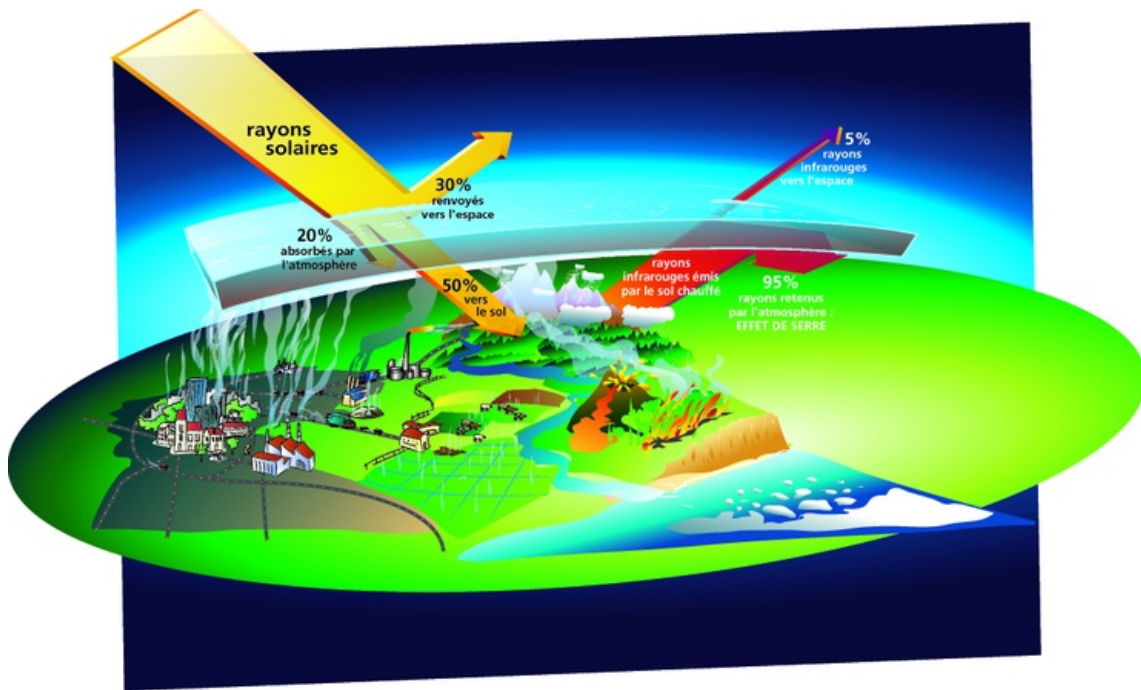 rayons
solaires
30%
renvoyés
vers l'espace
20%
absorbés par
l'atmosphère
50%
vers
le sol
5%
rayons
infrarouges
vers l'espace
rayons
infrarouges émis
par le sol chauffé
95%
rayons retenus
par l'atmosphère :
EFFET DE SERRE